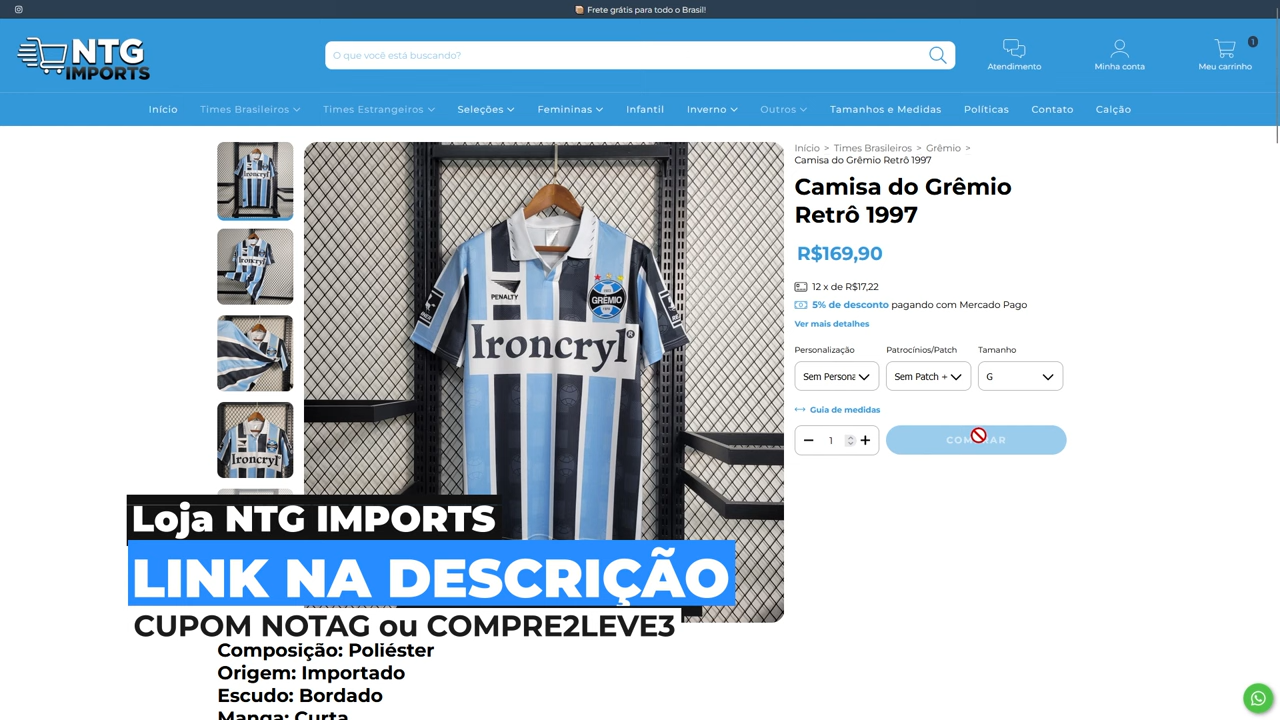 Frete grátis para todo o Brasil!
NTG
IMPORTS
O que você está buscando?
Atendimento
Minha conta
1
Meu carrinho
Início
Times Brasileiros
Times Estrangeiros
Seleções
Femininas
Infantil
Inverno
Outros
Tamanhos e Medidas
Políticas
Contato
Calção
Início > Times Brasileiros > Grêmio >
Camisa do Grêmio Retrô 1997
Camisa do Grêmio
Retrô 1997
R$169,90
12 x de R$17,22
5% de desconto pagando com Mercado Pago
Ver mais detalhes
Personalização
Patrocínios/Patch
Tamanho
Sem Persona
Sem Patch +
G
Guia de medidas
1
PENALTY
GRÊMIO
Ironcryl®
Ironcryl
Ironcryl
Ironcryl
Loja NTG IMPORTS
LINK NA DESCRIÇÃO
CUPOM NOTAG ou COMPRE2LEVE3
Composição: Poliéster
Origem: Importado
Escudo: Bordado
Manga: Curta